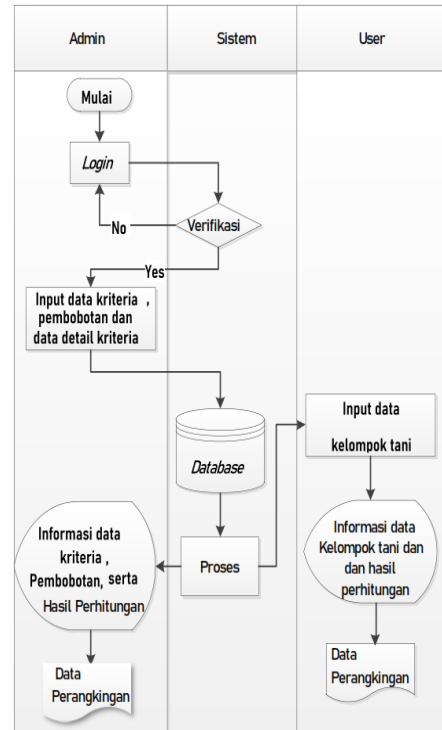 Admin
Sistem
User
Mulai
Login
Verifikasi
No
Yes
Input data kriteria ,
pembobotan dan
data detail kriteria
Database
Input data
kelompok tani
Proses
Informasi data
kriteria ,
Pembobotan, serta
Hasil Perhitungan
Informasi data
Kelompok tani dan
dan hasil
perhitungan
Data
Perangkingan
Data
Perangkingan